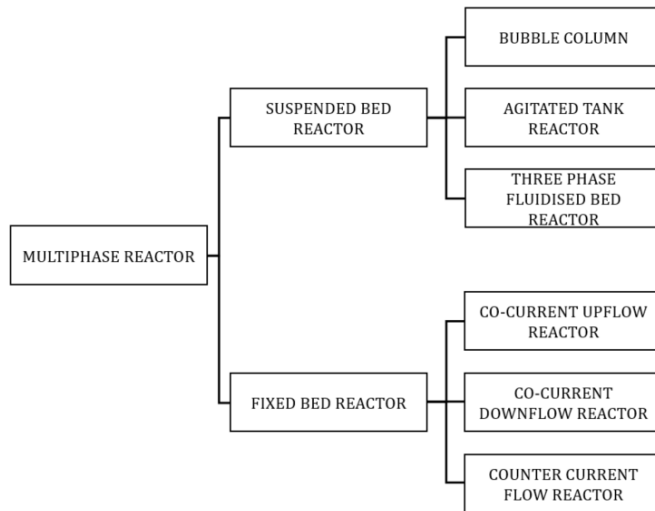 MULTIPHASE REACTOR
SUSPENDED BED
REACTOR
BUBBLE COLUMN
AGITATED TANK
REACTOR
THREE PHASE
FLUIDISED BED
REACTOR
FIXED BED REACTOR
CO-CURRENT UPFLOW
REACTOR
CO-CURRENT
DOWNFLOW REACTOR
COUNTER CURRENT
FLOW REACTOR